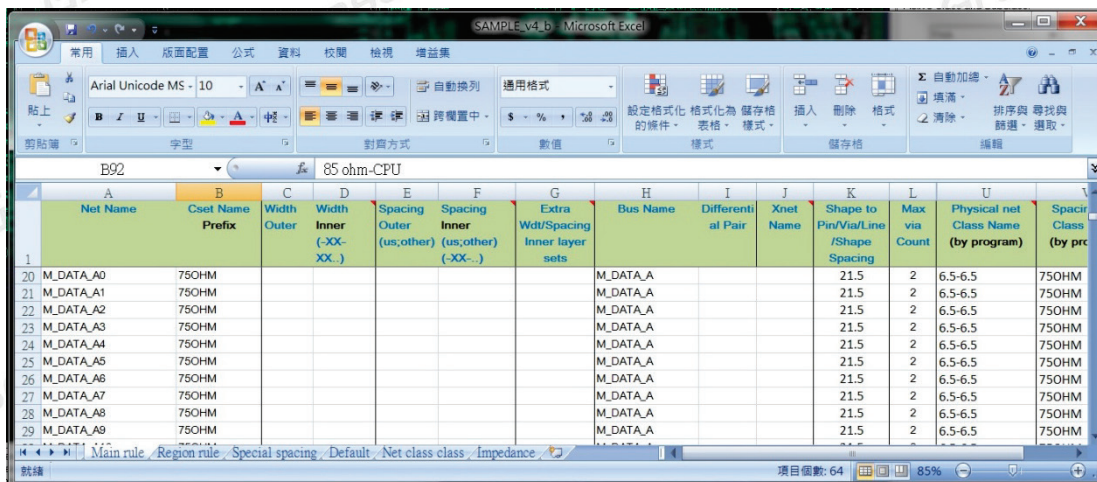 SAMPLE_v4_b - Microsoft Excel
常用 插入 版面配置 公式 資料 校閱 檢視 增益集
Arial Unicode MS 10 自動換列 通用格式
貼上 B I U 中 跨欄置中 $ % , 設定格式化的條件 格式化為表格 儲存格樣式 插入 刪除 格式 Σ 自動加總 填滿 清除 排序與篩選 尋找與選取
剪貼簿 字型 對齊方式 數值 樣式 儲存格 編輯
B92 fx 85 ohm-CPU
A B C D E F G H I J K L U V
1 Net Name Cset Name Prefix Width Outer Width Inner (-XX-XX..) Spacing Outer (us;other) Spacing Inner (us;other) (-XX-..) Extra Wdt/Spacing Inner layer sets Bus Name Differential Pair Xnet Name Shape to Pin/Via/Line/Shape Spacing Max via Count Physical net Class Name (by program) Class
20 M_DATA_A0 75OHM M_DATA_A 21.5 2 6.5-6.5 75OHM
21 M_DATA_A1 75OHM M_DATA_A 21.5 2 6.5-6.5 75OHM
22 M_DATA_A2 75OHM M_DATA_A 21.5 2 6.5-6.5 75OHM
23 M_DATA_A3 75OHM M_DATA_A 21.5 2 6.5-6.5 75OHM
24 M_DATA_A4 75OHM M_DATA_A 21.5 2 6.5-6.5 75OHM
25 M_DATA_A5 75OHM M_DATA_A 21.5 2 6.5-6.5 75OHM
26 M_DATA_A6 75OHM M_DATA_A 21.5 2 6.5-6.5 75OHM
27 M_DATA_A7 75OHM M_DATA_A 21.5 2 6.5-6.5 75OHM
28 M_DATA_A8 75OHM M_DATA_A 21.5 2 6.5-6.5 75OHM
29 M_DATA_A9 75OHM M_DATA_A 21.5 2 6.5-6.5 75OHM
Main rule Region rule Special spacing Default Net class class Impedance
就緒 項目個數: 64 85%